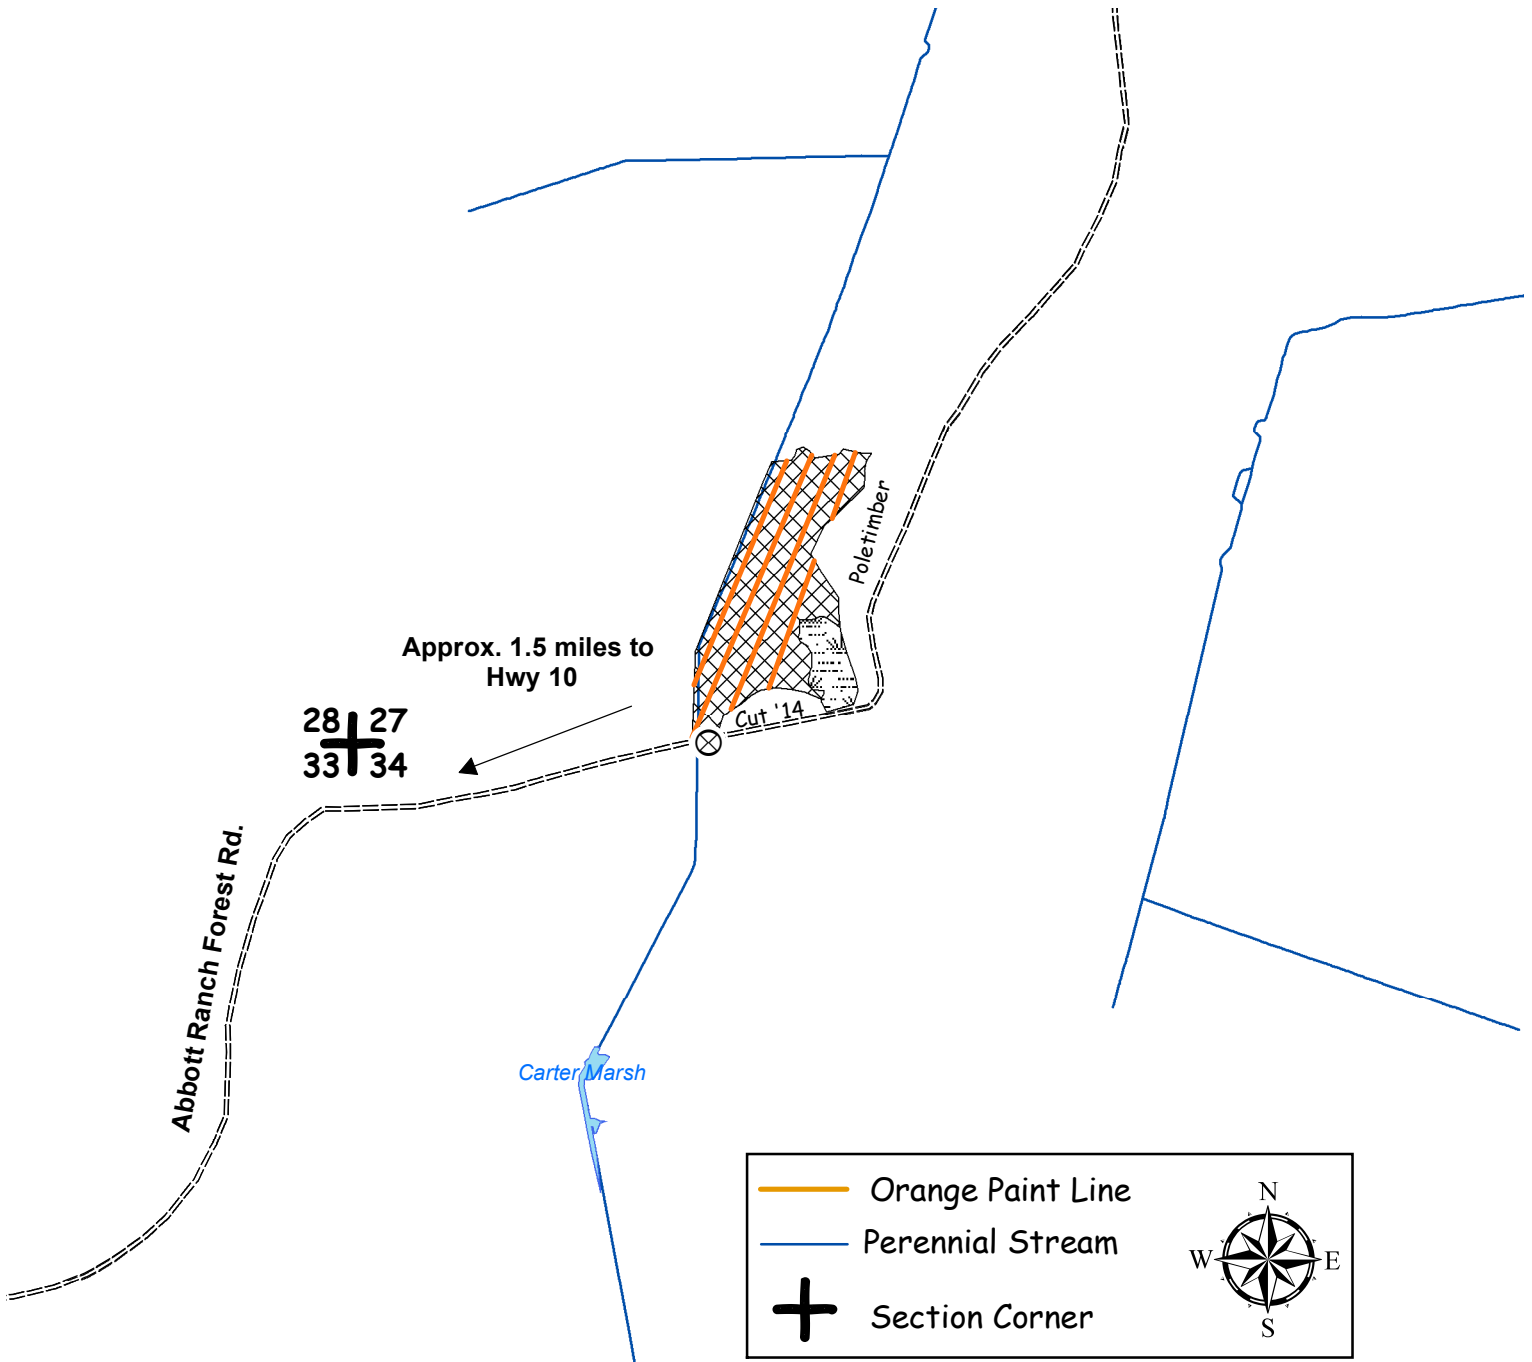 Poletimber
Approx. 1.5 miles to
Hwy 10
28 27
33 34
Cut '14
Abbott Ranch Forest Rd.
Carter Marsh
Orange Paint Line
Perennial Stream
Section Corner
N
W E
S